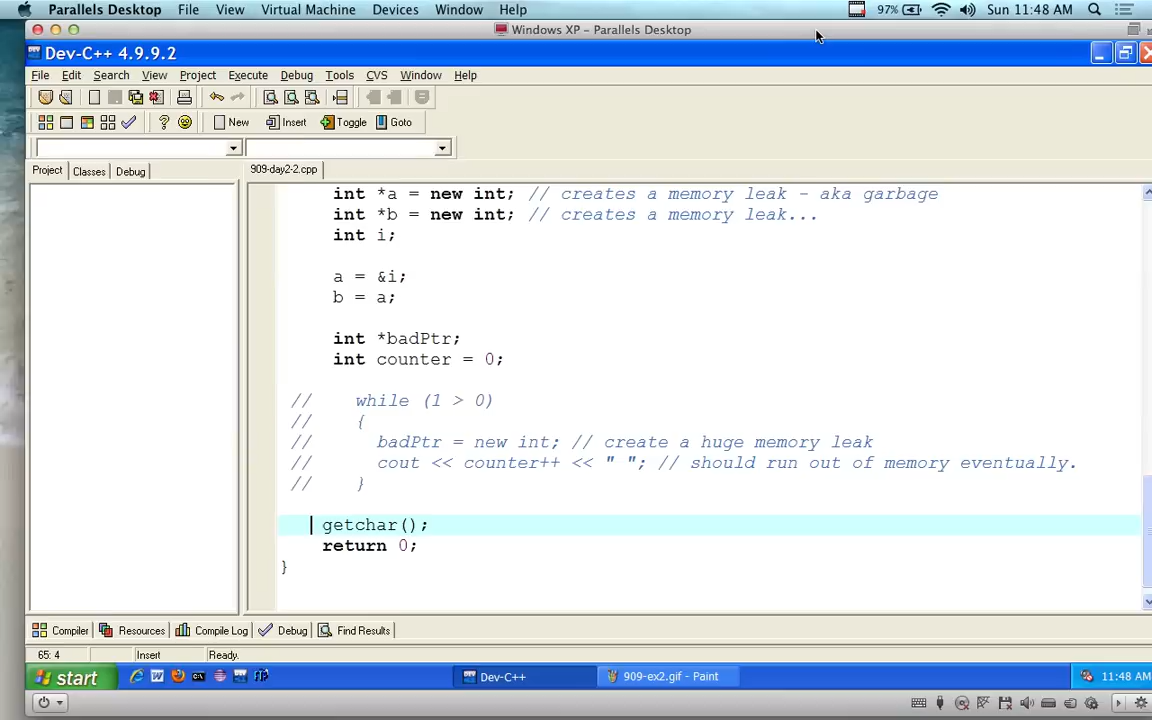 Parallels Desktop File View Virtual Machine Devices Window Help 97% Sun 11:48 AM
Windows XP - Parallels Desktop
Dev-C++ 4.9.9.2
File Edit Search View Project Execute Debug Tools CVS Window Help
New Insert Toggle Goto
Project Classes Debug 909-day2-2.cpp
int *a = new int; // creates a memory leak - aka garbage
int *b = new int; // creates a memory leak...
int i;
a = &i;
b = a;
int *badPtr;
int counter = 0;
// while (1 > 0)
// {
// badPtr = new int; // create a huge memory leak
// cout << counter++ << " "; // should run out of memory eventually.
// }
getchar();
return 0;
}
Compiler Resources Compile Log Debug Find Results
65: 4 Insert Ready.
start Dev-C++ 909-ex2.gif - Paint 11:48 AM